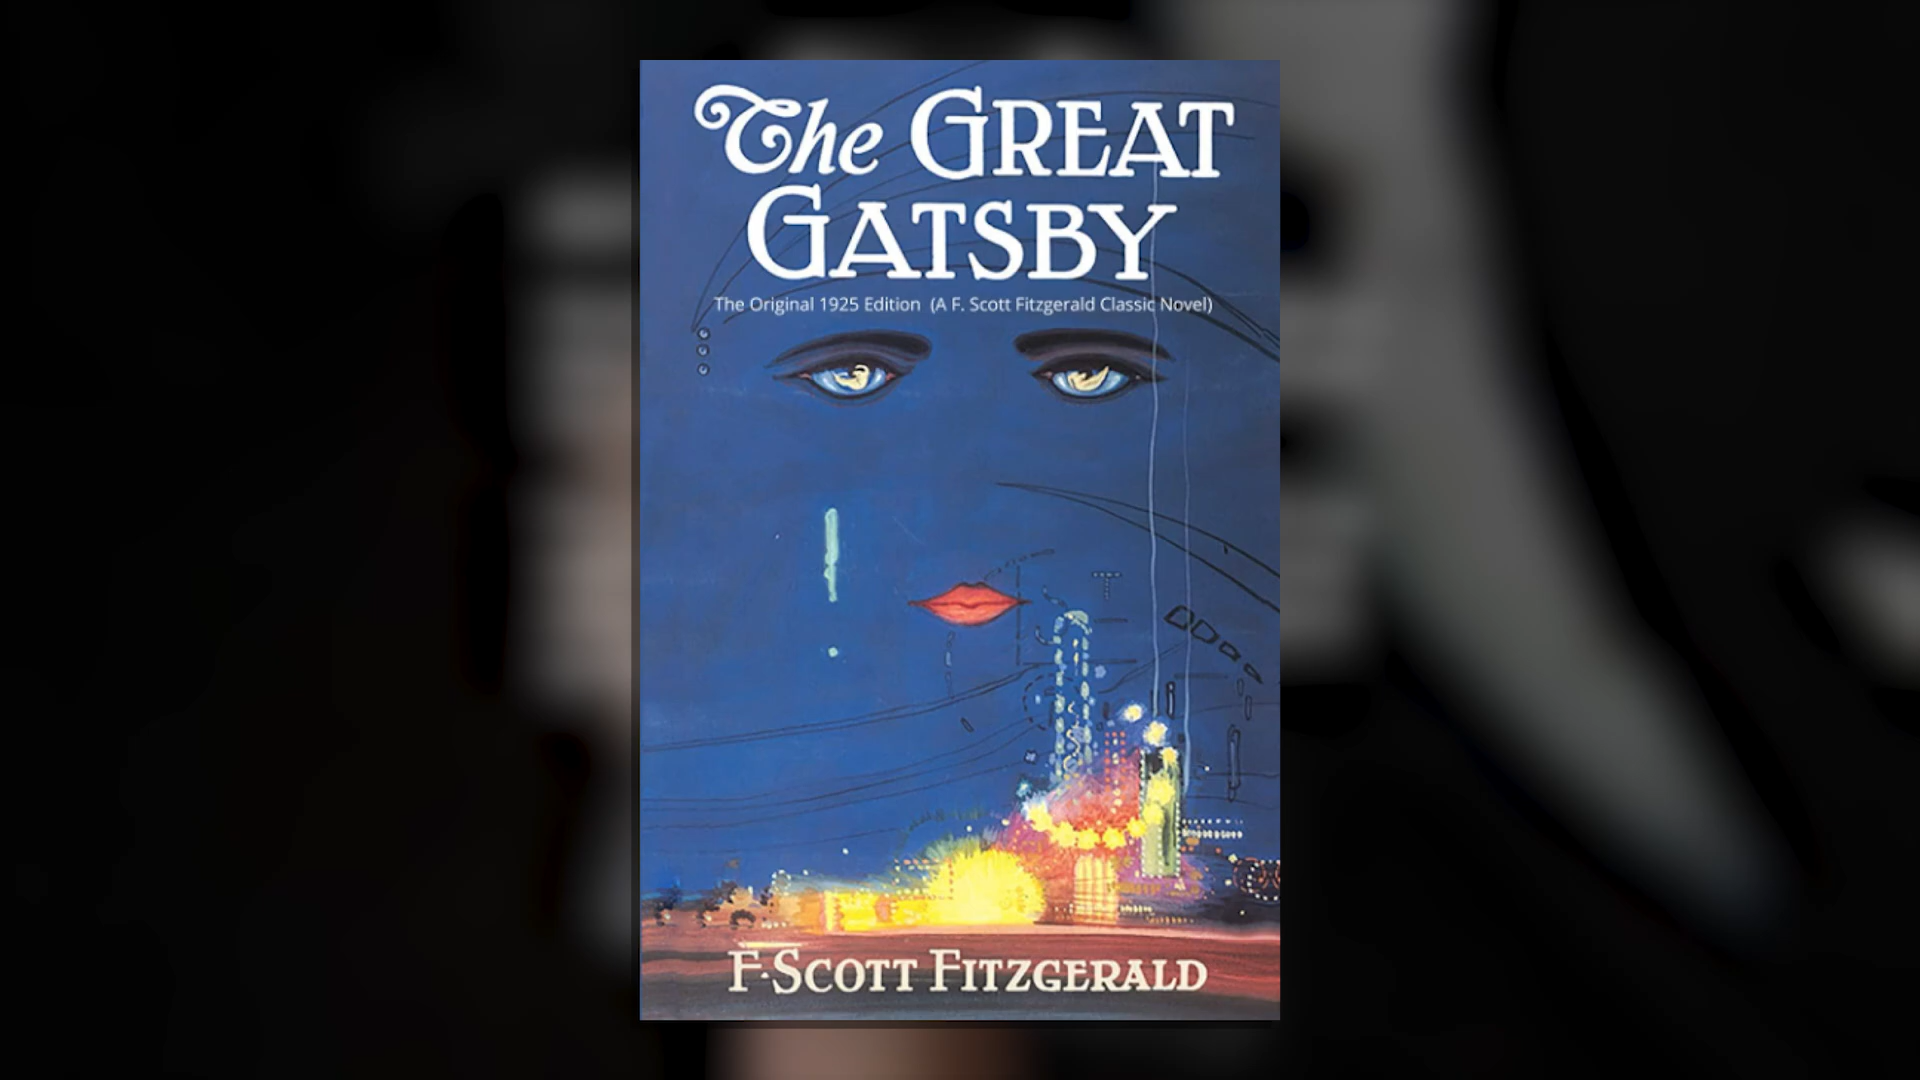 The GREAT
GATSBY
The Original 1925 Edition (A F. Scott Fitzgerald Classic Novel)
F·SCOTT FITZGERALD